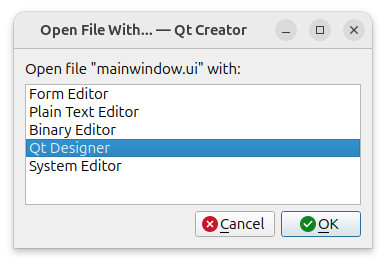 Open File With... — Qt Creator
Open file "mainwindow.ui" with:
Form Editor
Plain Text Editor
Binary Editor
Qt Designer
System Editor
Cancel
OK